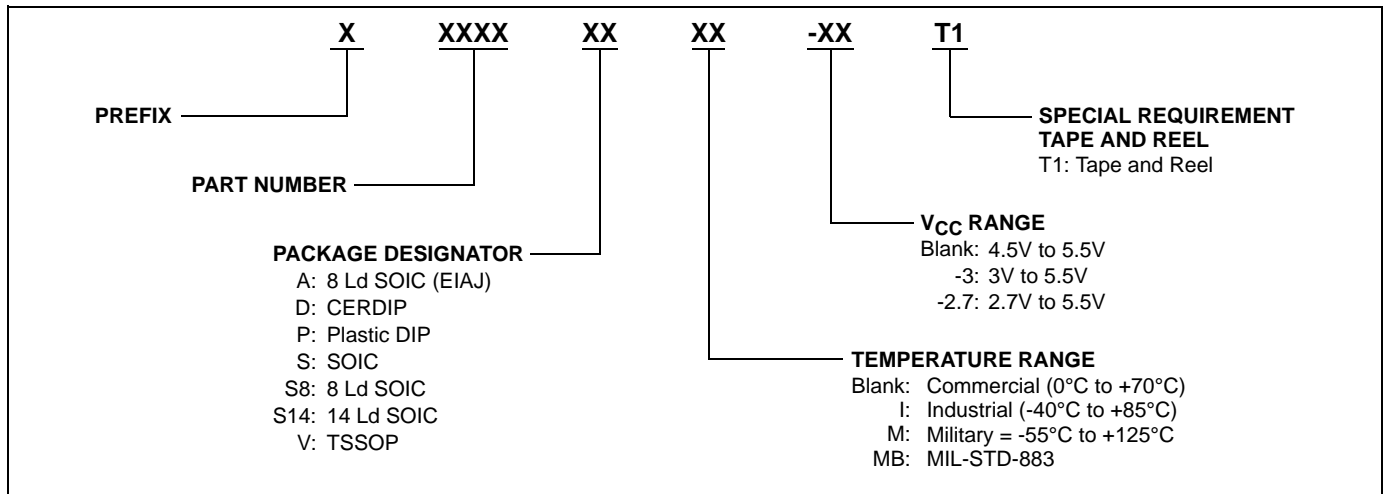 X XXXX XX XX -XX T1
PREFIX
SPECIAL REQUIREMENT
TAPE AND REEL
T1: Tape and Reel
PART NUMBER
VCC RANGE
Blank: 4.5V to 5.5V
-3: 3V to 5.5V
-2.7: 2.7V to 5.5V
PACKAGE DESIGNATOR
A: 8 Ld SOIC (EIAJ)
D: CERDIP
P: Plastic DIP
S: SOIC
S8: 8 Ld SOIC
S14: 14 Ld SOIC
V: TSSOP
TEMPERATURE RANGE
Blank: Commercial (0°C to +70°C)
I: Industrial (-40°C to +85°C)
M: Military = -55°C to +125°C
MB: MIL-STD-883